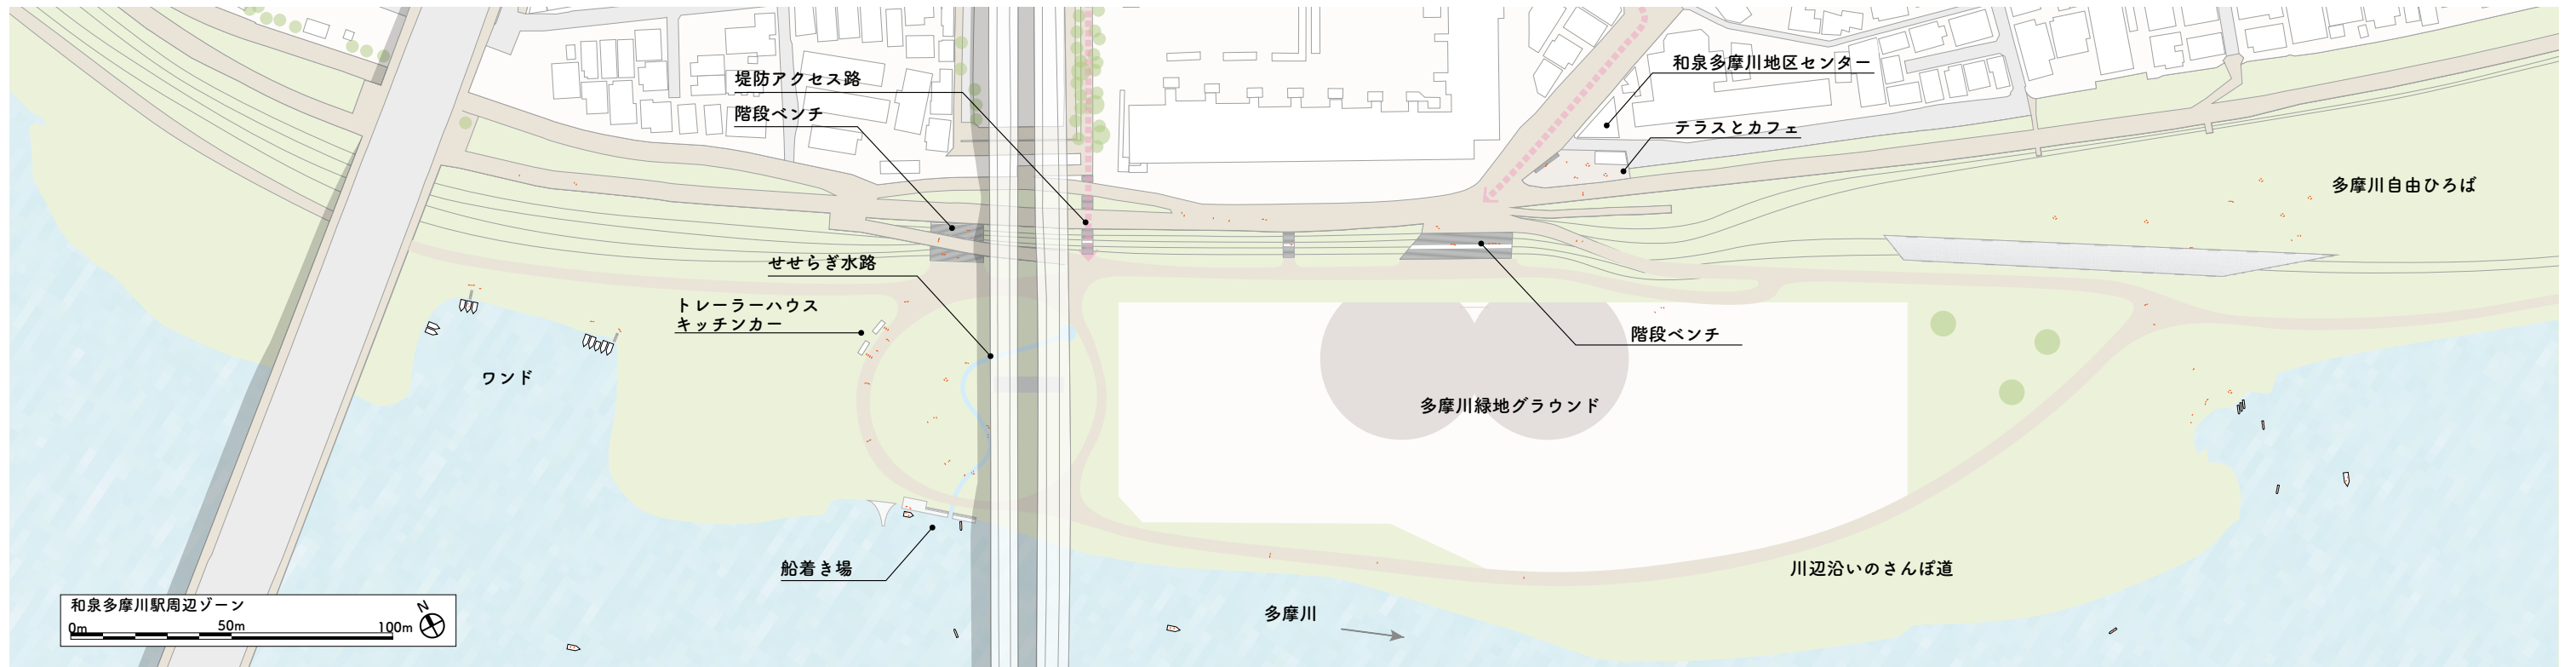 和泉多摩川地区センター
堤防アクセス路
階段ベンチ
テラスとカフェ
多摩川自由ひろば
せせらぎ水路
トレーラーハウス
キッチンカー
階段ベンチ
ワンド
多摩川緑地グラウンド
船着き場
川辺沿いのさんぽ道
多摩川
和泉多摩川駅周辺ゾーン
N
0m 50m 100m